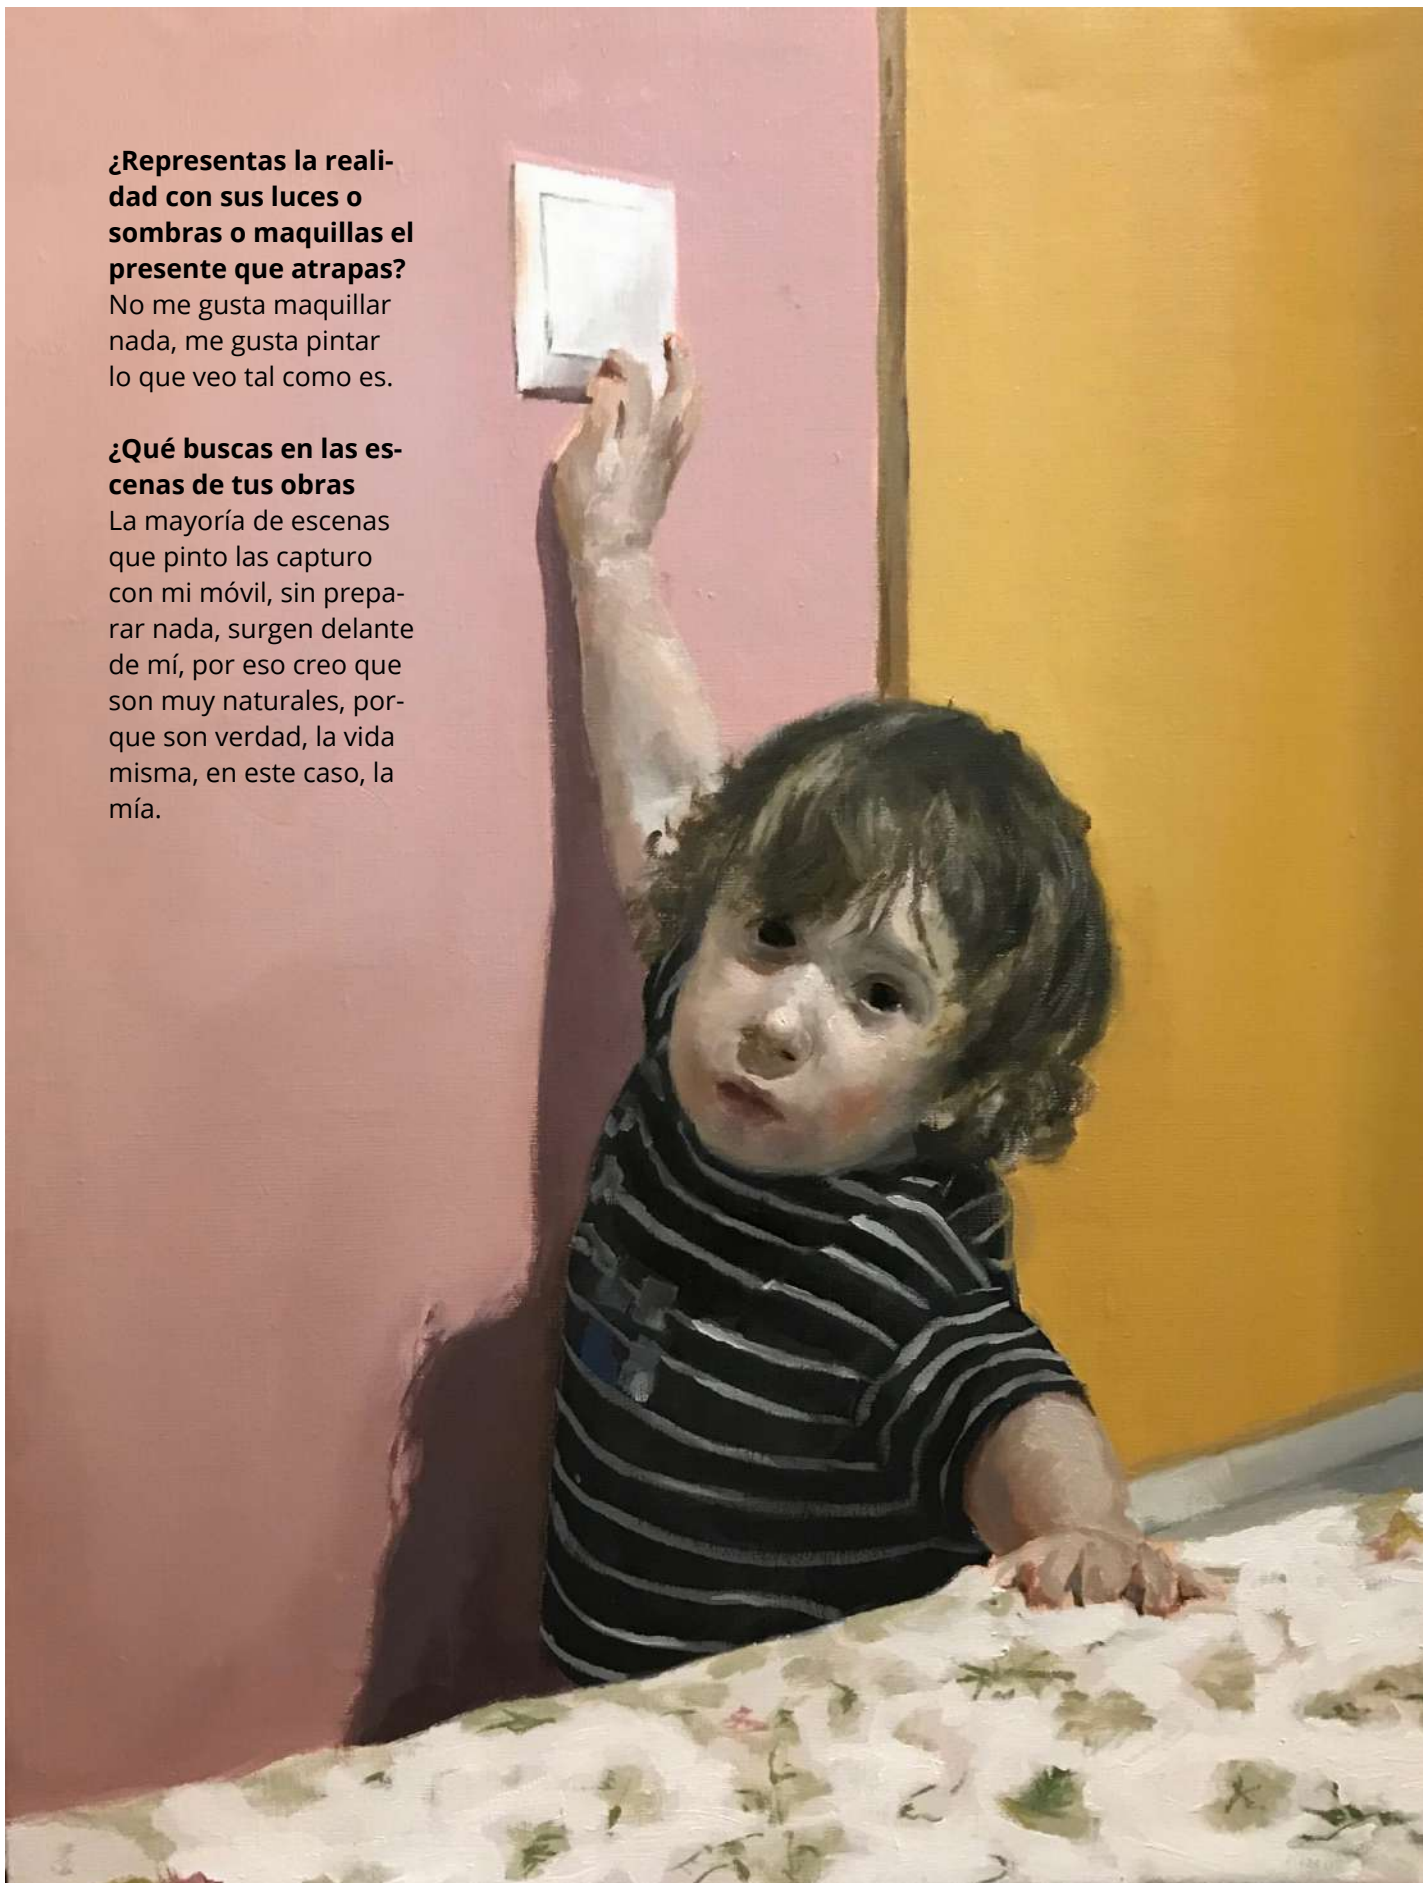 ¿Representas la reali-
dad con sus luces o
sombras o maquillas el
presente que atrapas?
No me gusta maquillar
nada, me gusta pintar
lo que veo tal como es.
¿Qué buscas en las es-
cenas de tus obras
La mayoría de escenas
que pinto las capturo
con mi móvil, sin prepa-
rar nada, surgen delante
de mí, por eso creo que
son muy naturales, por-
que son verdad, la vida
misma, en este caso, la
mía.